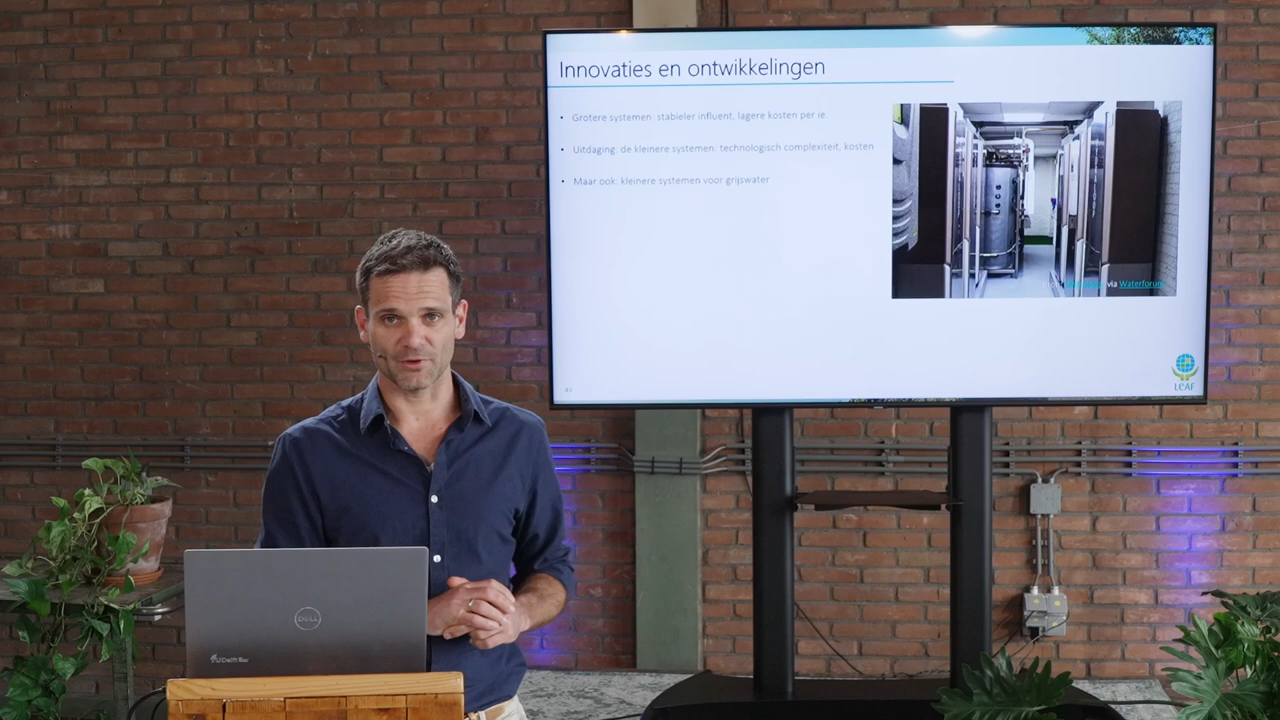 Innovaties en ontwikkelingen
• Grotere systemen: stabieler influent, lagere kosten per ie.
• Uitdaging: de kleinere systemen: technologisch complexiteit, kosten
• Maar ook: kleinere systemen voor grijswater
via Waterforum
LeAF
DELL
TU Delft